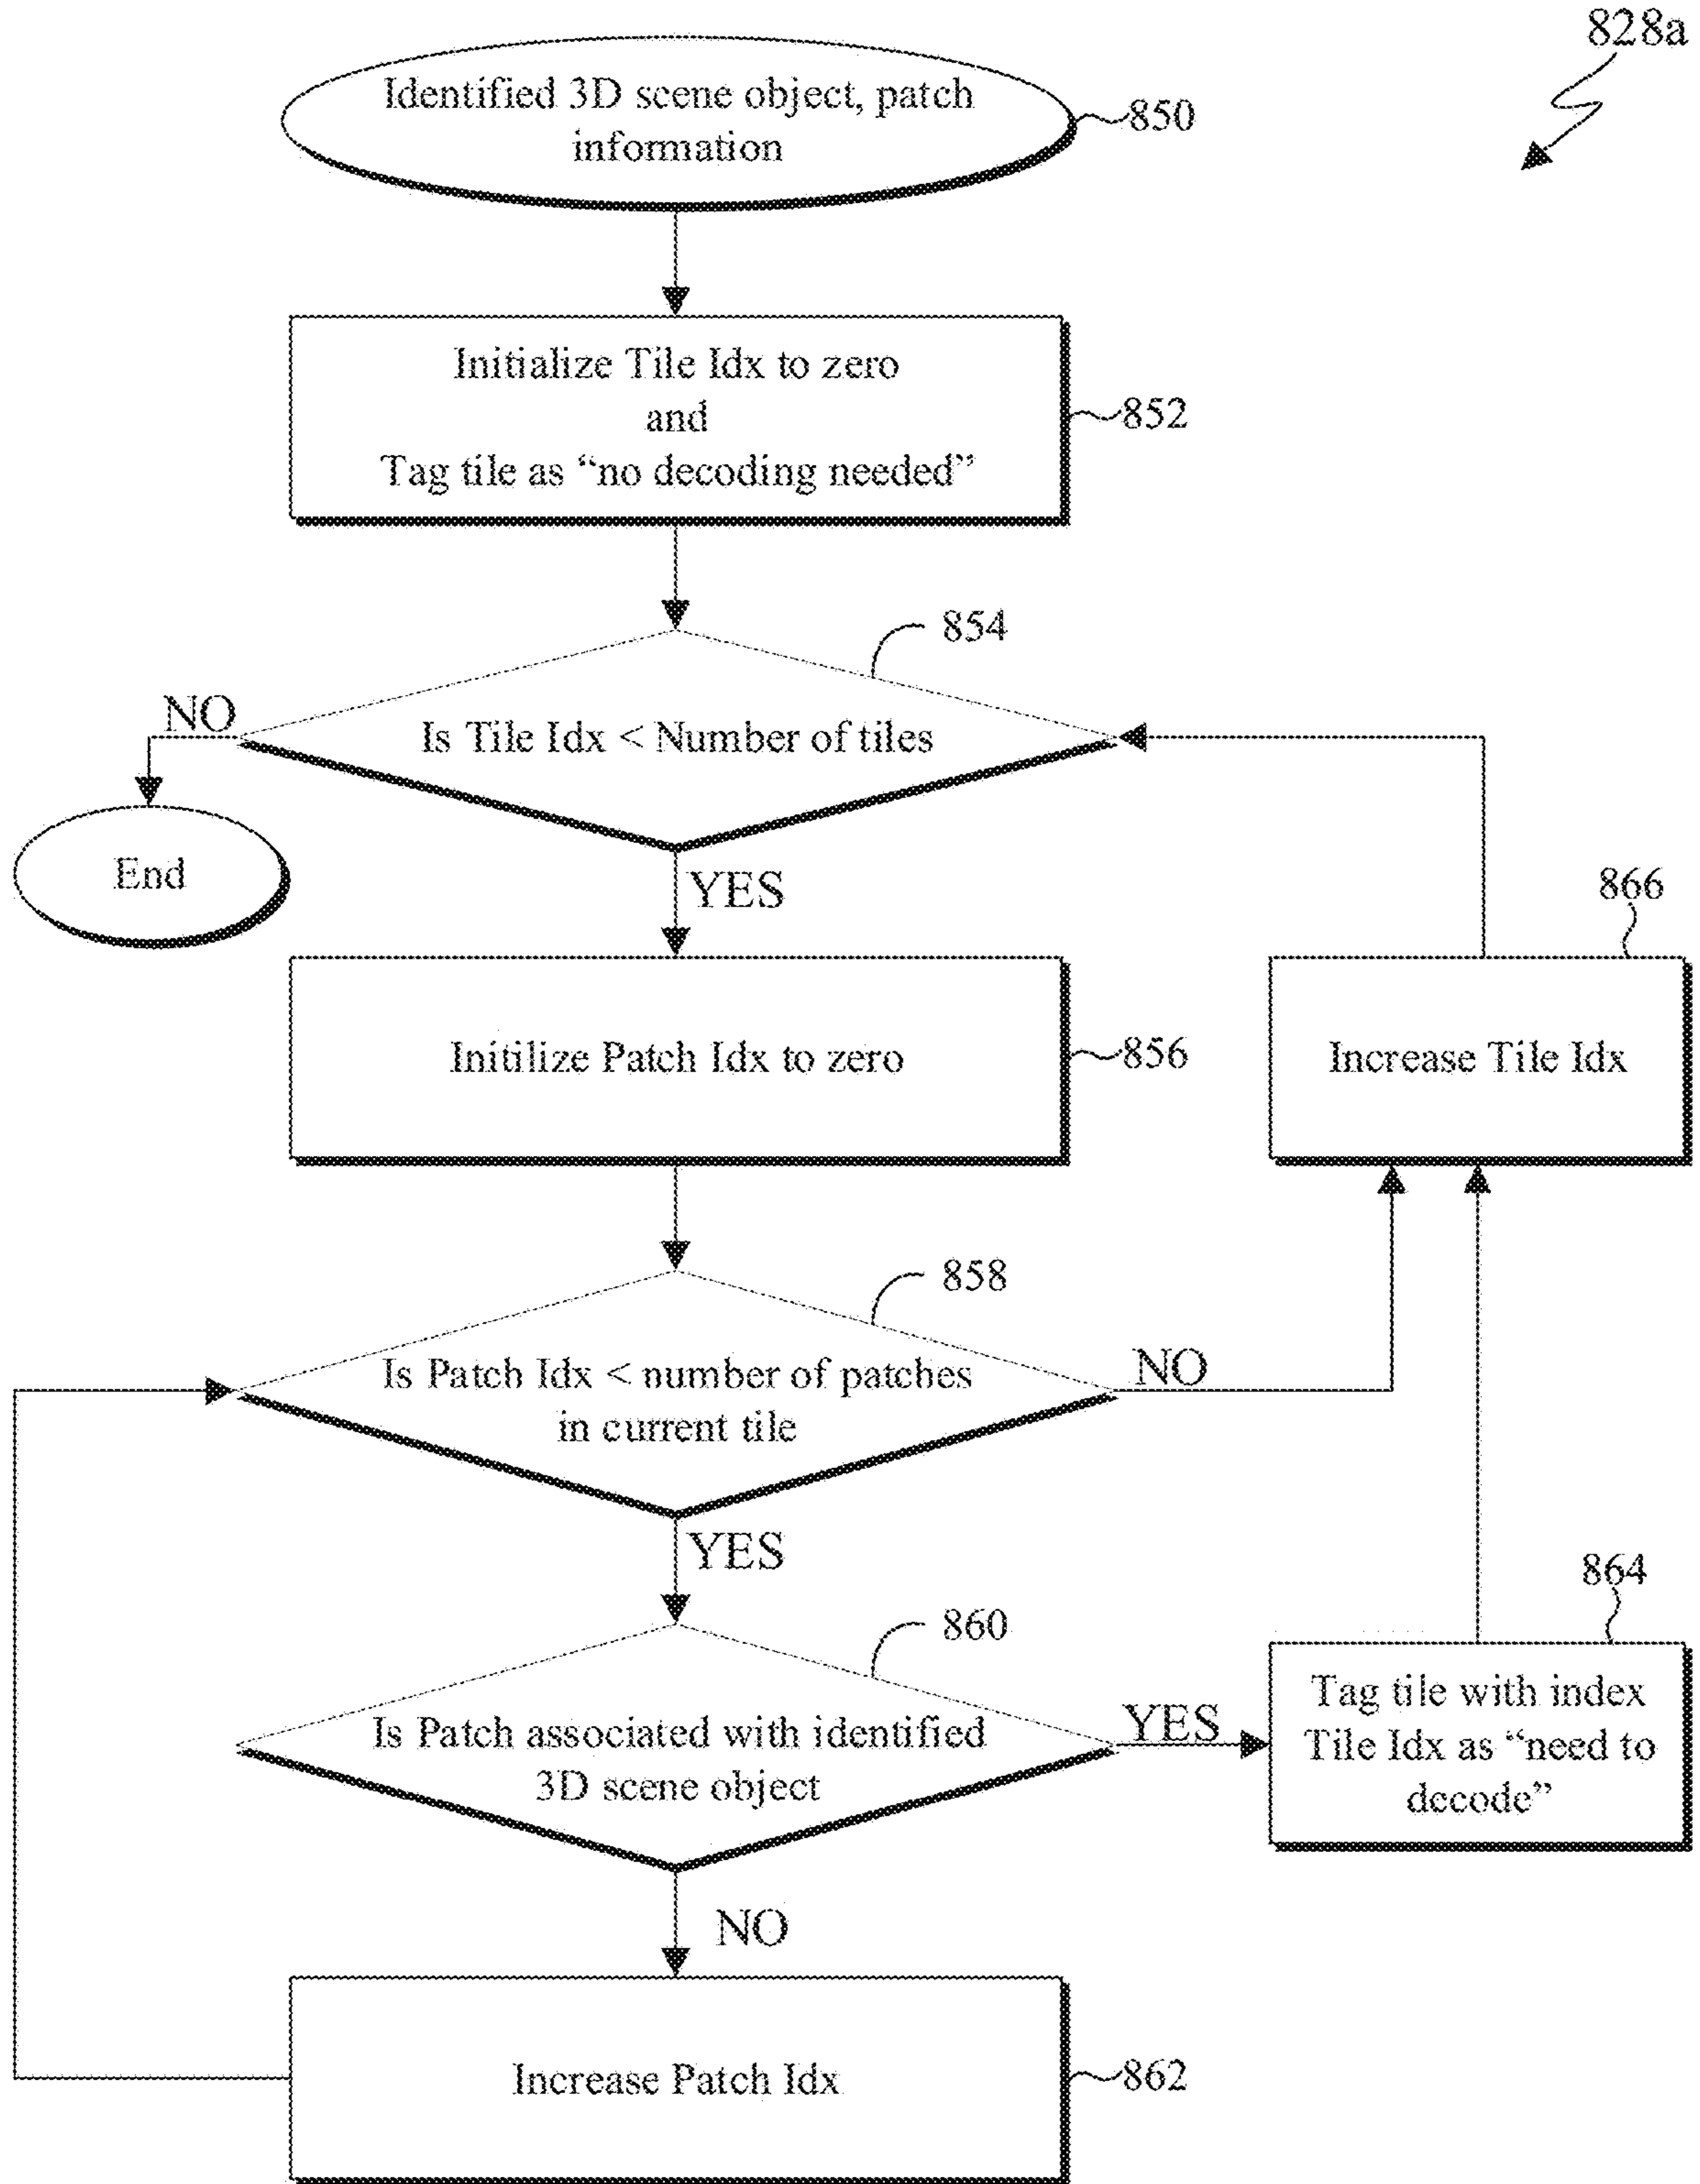 828a
Identified 3D scene object, patch
information
850
Initialize Tile Idx to zero
and
Tag tile as “no decoding needed”
852
854
Is Tile Idx < Number of tiles
NO
End
YES
866
Initilize Patch Idx to zero
856
Increase Tile Idx
858
Is Patch Idx < number of patches
in current tile
NO
YES
864
860
Is Patch associated with identified
3D scene object
YES
Tag tile with index
Tile Idx as “need to
decode”
NO
Increase Patch Idx
862